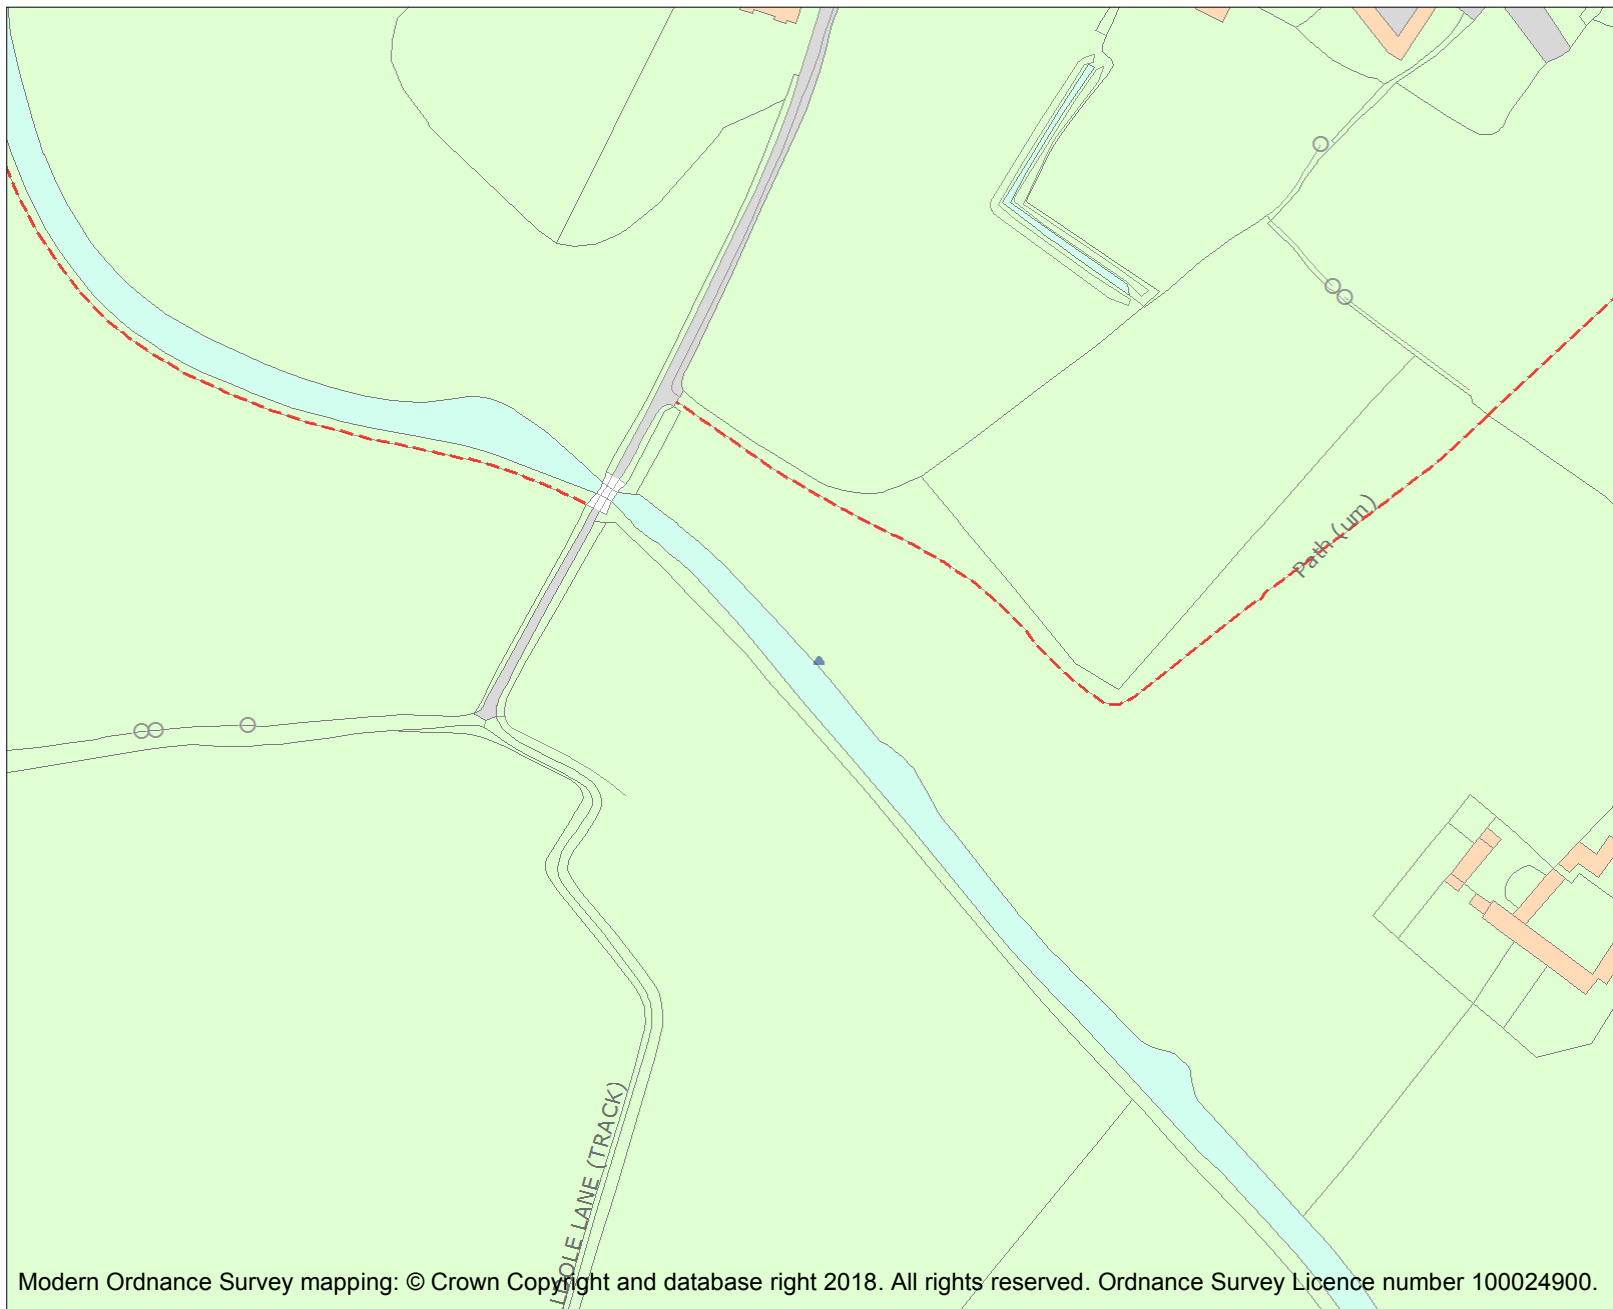 Path (um)
LANE (TRACK)
Modern Ordnance Survey mapping: © Crown Copyright and database right 2018. All rights reserved. Ordnance Survey Licence number 100024900.